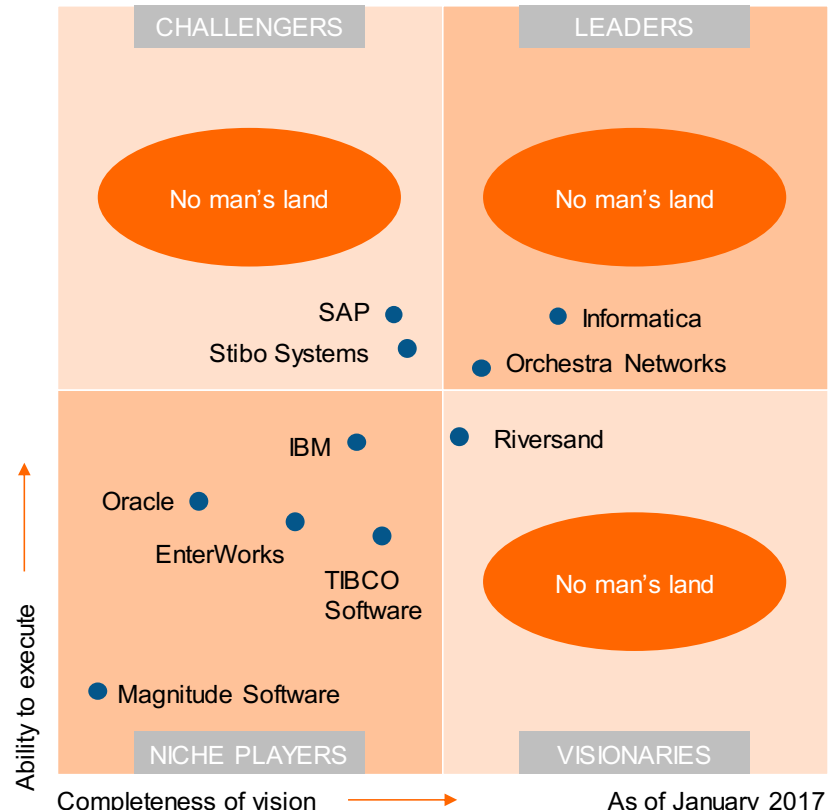 CHALLENGERS
LEADERS
No man’s land
No man’s land
SAP
Informatica
Stibo Systems
Orchestra Networks
IBM
Riversand
Oracle
EnterWorks
TIBCO
Software
No man’s land
Magnitude Software
Ability to execute
NICHE PLAYERS
VISIONARIES
Completeness of vision
As of January 2017